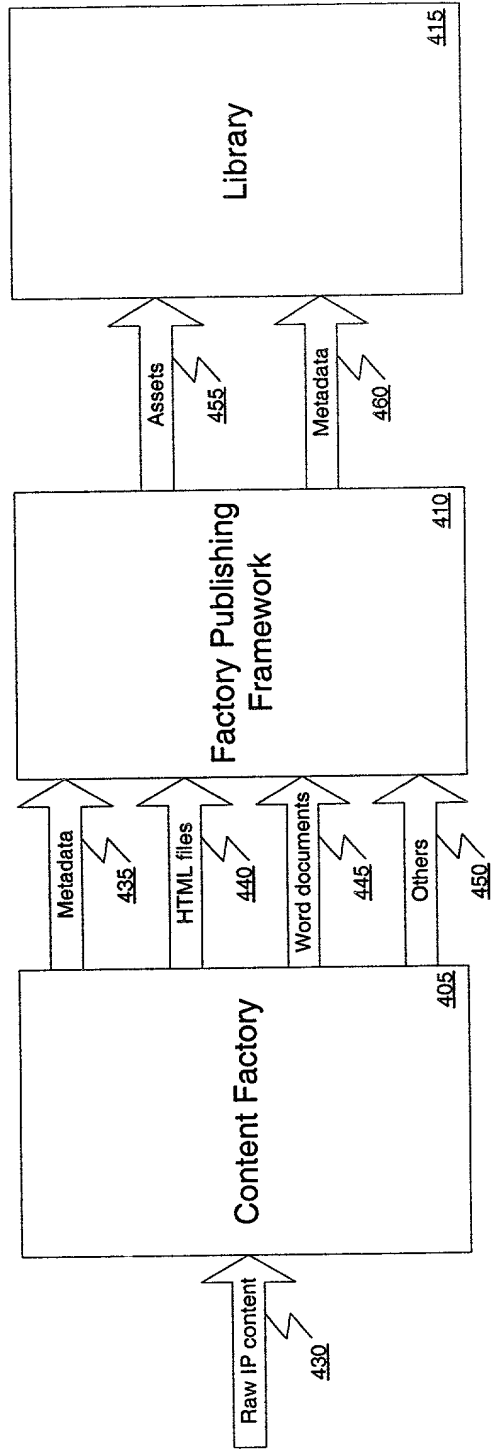 Raw IP content
430
Content Factory
405
Metadata
435
HTML files
440
Word documents
445
Others
450
Factory Publishing
Framework
410
Assets
455
Metadata
460
Library
415